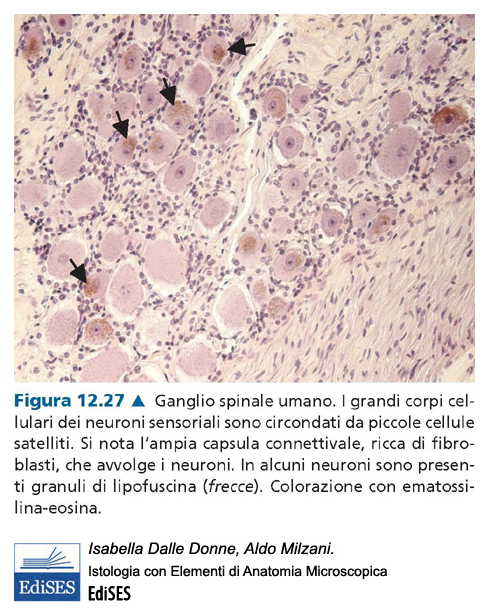 Figura 12.27 ▲ Ganglio spinale umano. I grandi corpi cel-
lulari dei neuroni sensoriali sono circondati da piccole cellule
satelliti. Si nota l'ampia capsula connettivale, ricca di fibro-
blasti, che avvolge i neuroni. In alcuni neuroni sono presen-
ti granuli di lipofuscina (frecce). Colorazione con ematossi-
lina-eosina.
Isabella Dalle Donne, Aldo Milzani.
Istologia con Elementi di Anatomia Microscopica
EdiSES
EdiSES